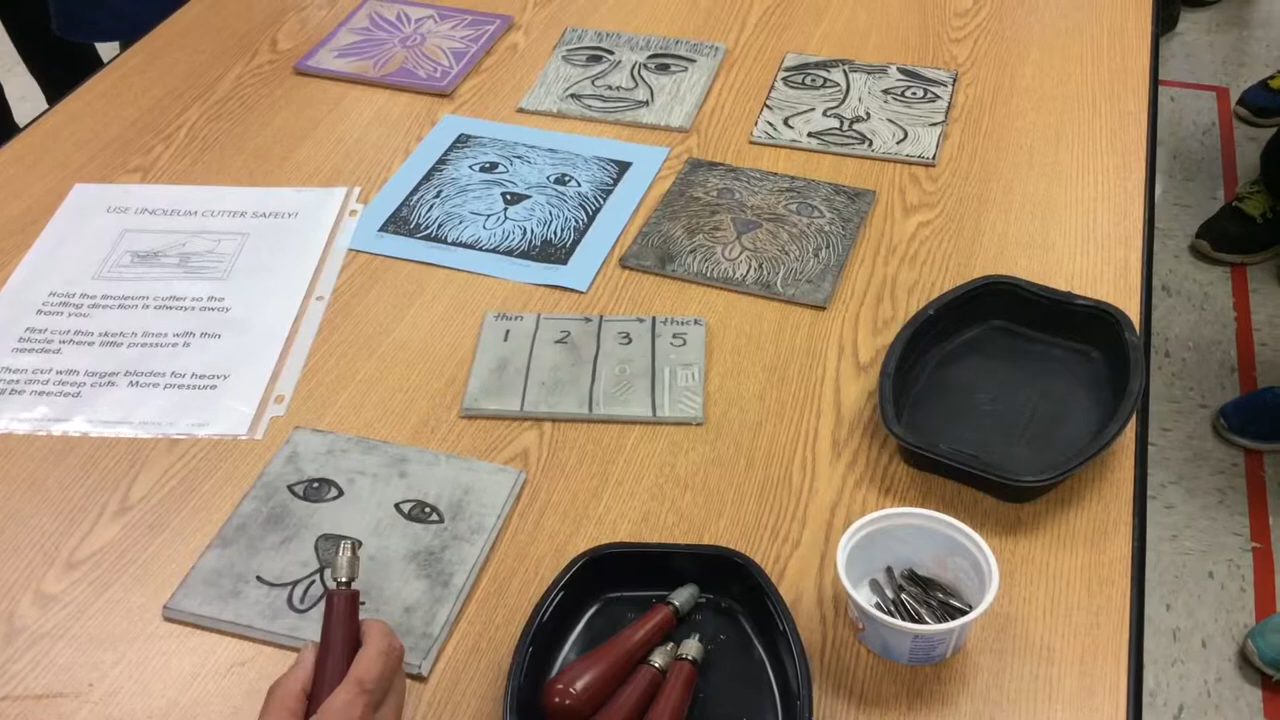 USE LINOLEUM CUTTER SAFELY!
Hold the linoleum cutter so the
cutting direction is always away
from you.
First cut thin sketch lines with thin
blade where little pressure is
needed.
Then cut with larger blades for heavy
nes and deep cuts. More pressure
ll be needed.
thin → → thick
1 2 3 5